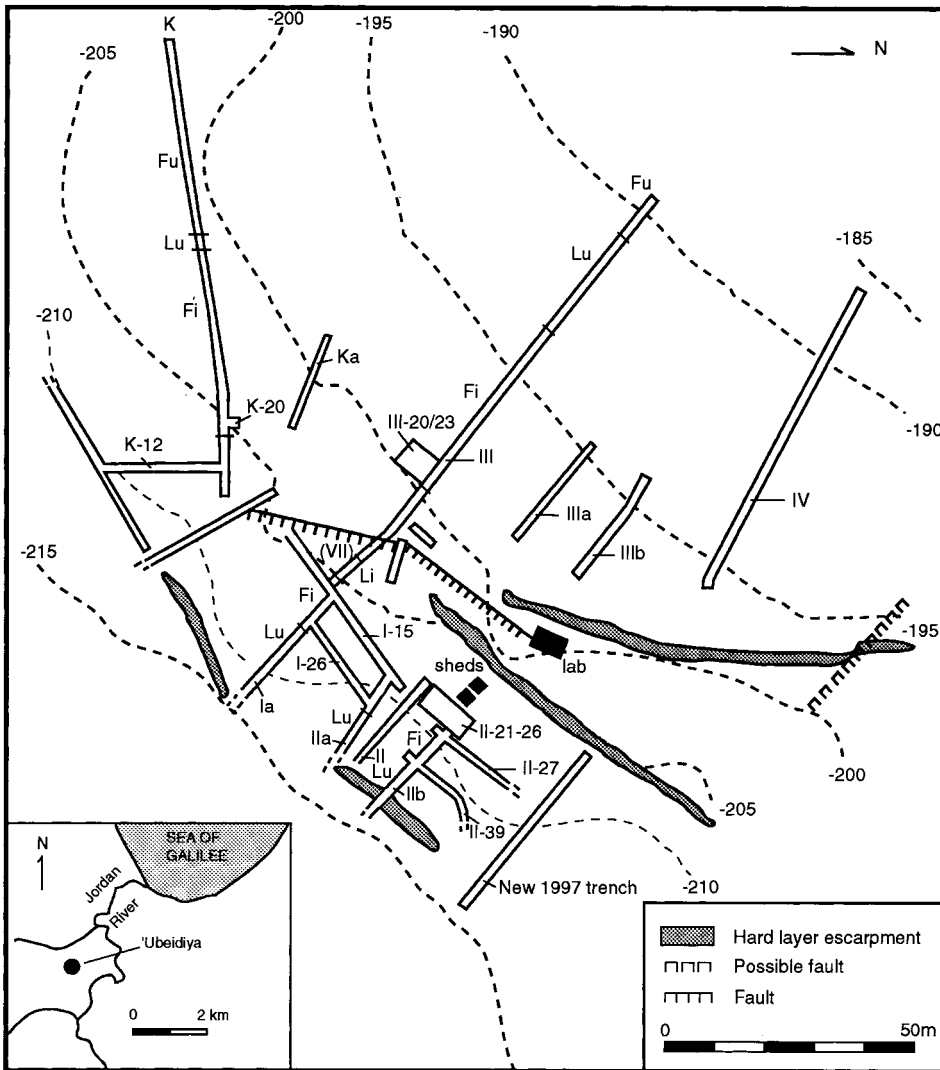 K
-205
-200
-195
-190
N
Fu
Fu
Lu
Lu
-185
Fi
-210
Ka
Fi
K-20
III-20/23
-190
K-12
III
IV
IIIa
-215
(VII)
Li
IIIb
Fi
Lu
I-15
-195
I-26
sheds
lab
Ia
Lu
IIa
II
Fi
II-21-26
Lu
II-27
-200
IIb
-205
II-39
New 1997 trench
-210
N
SEA OF
GALILEE
Jordan
River
'Ubeidiya
0 2 km
Hard layer escarpment
Possible fault
Fault
0 50m